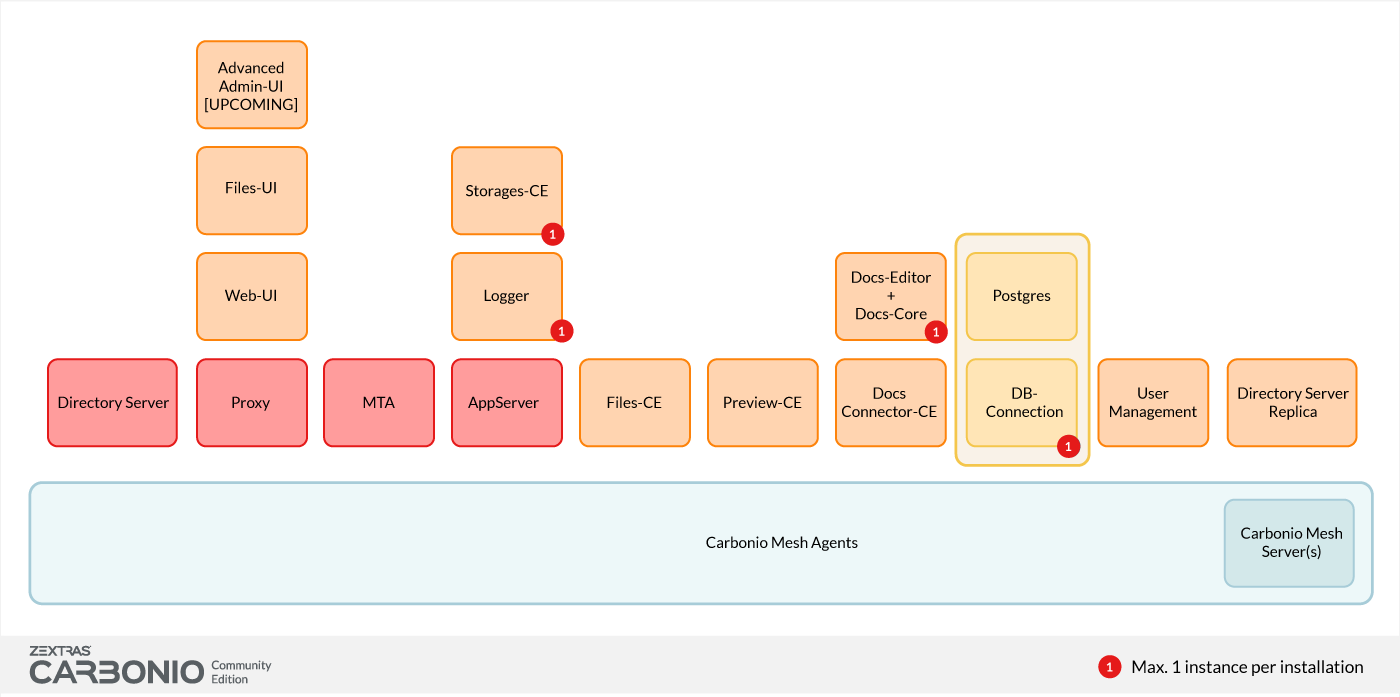 Advanced
Admin-UI
[UPCOMING]
Files-UI
Storages-CE
1
Web-UI
Logger
1
Docs-Editor
+
Docs-Core
1
Postgres
Directory Server
Proxy
MTA
AppServer
Files-CE
Preview-CE
Docs
Connector-CE
DB-
Connection
1
User
Management
Directory Server
Replica
Carbonio Mesh Agents
Carbonio Mesh
Server(s)
ZEXTRAS
CARBONIO
Community
Edition
1 Max. 1 instance per installation